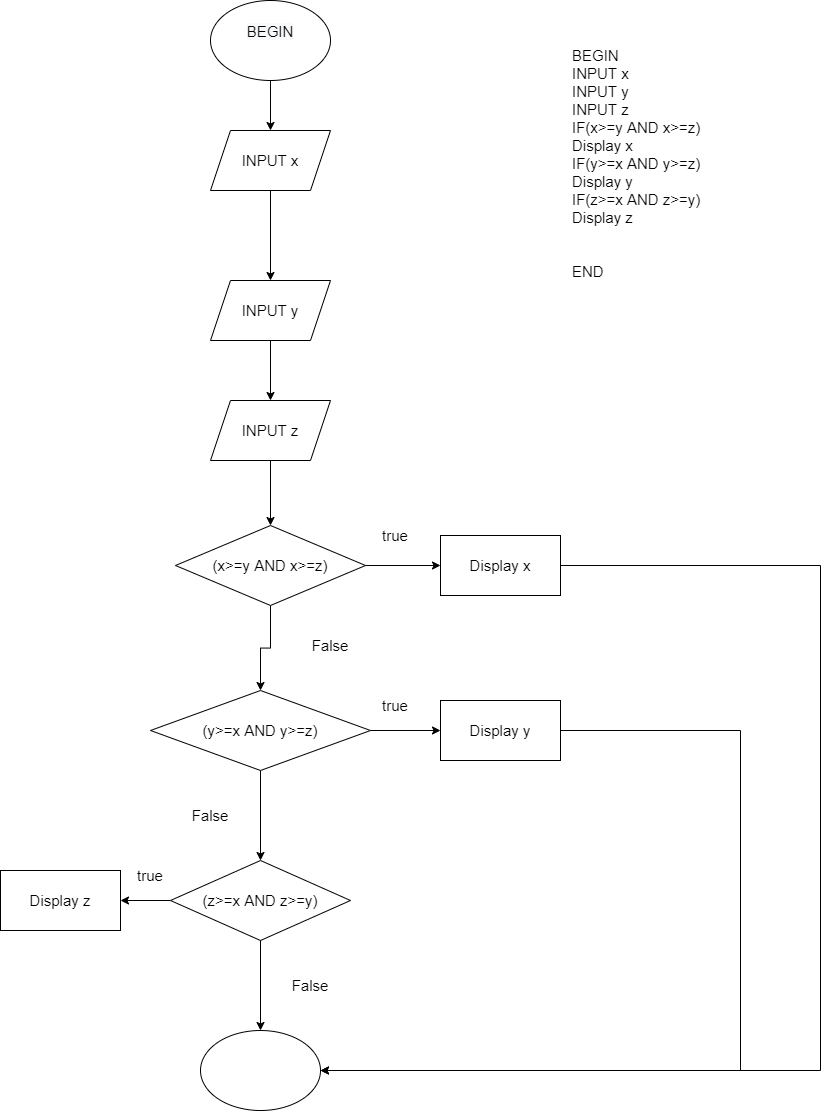 BEGIN
INPUT x
INPUT y
INPUT z
(x>=y AND x>=z)
true
Display x
False
(y>=x AND y>=z)
true
Display y
False
(z>=x AND z>=y)
true
Display z
False
BEGIN
INPUT x
INPUT y
INPUT z
IF(x>=y AND x>=z)
Display x
IF(y>=x AND y>=z)
Display y
IF(z>=x AND z>=y)
Display z
END